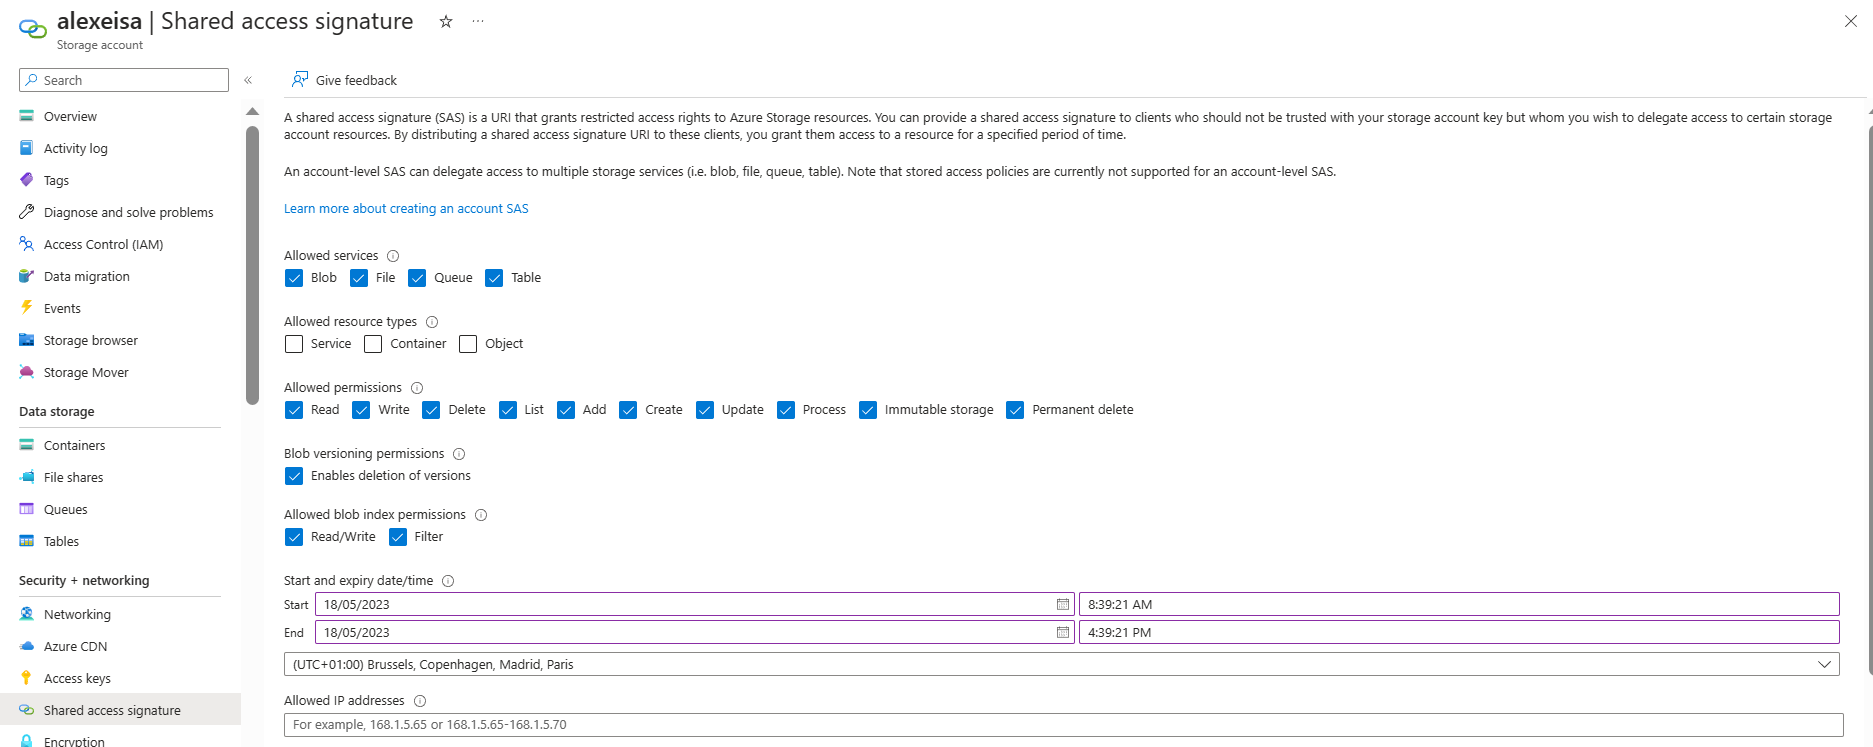 alexeisa | Shared access signature
Storage account
Search
Overview
Activity log
Tags
Diagnose and solve problems
Access Control (IAM)
Data migration
Events
Storage browser
Storage Mover
Data storage
Containers
File shares
Queues
Tables
Security + networking
Networking
Azure CDN
Access keys
Shared access signature
Encryption
Give feedback
A shared access signature (SAS) is a URI that grants restricted access rights to Azure Storage resources. You can provide a shared access signature to clients who should not be trusted with your storage account key but whom you wish to delegate access to certain storage
account resources. By distributing a shared access signature URI to these clients, you grant them access to a resource for a specified period of time.
An account-level SAS can delegate access to multiple storage services (i.e. blob, file, queue, table). Note that stored access policies are currently not supported for an account-level SAS.
Learn more about creating an account SAS
Allowed services
Blob File Queue Table
Allowed resource types
Service Container Object
Allowed permissions
Read Write Delete List Add Create Update Process Immutable storage Permanent delete
Blob versioning permissions
Enables deletion of versions
Allowed blob index permissions
Read/Write Filter
Start and expiry date/time
Start 18/05/2023 8:39:21 AM
End 18/05/2023 4:39:21 PM
(UTC+01:00) Brussels, Copenhagen, Madrid, Paris
Allowed IP addresses
For example, 168.1.5.65 or 168.1.5.65-168.1.5.70